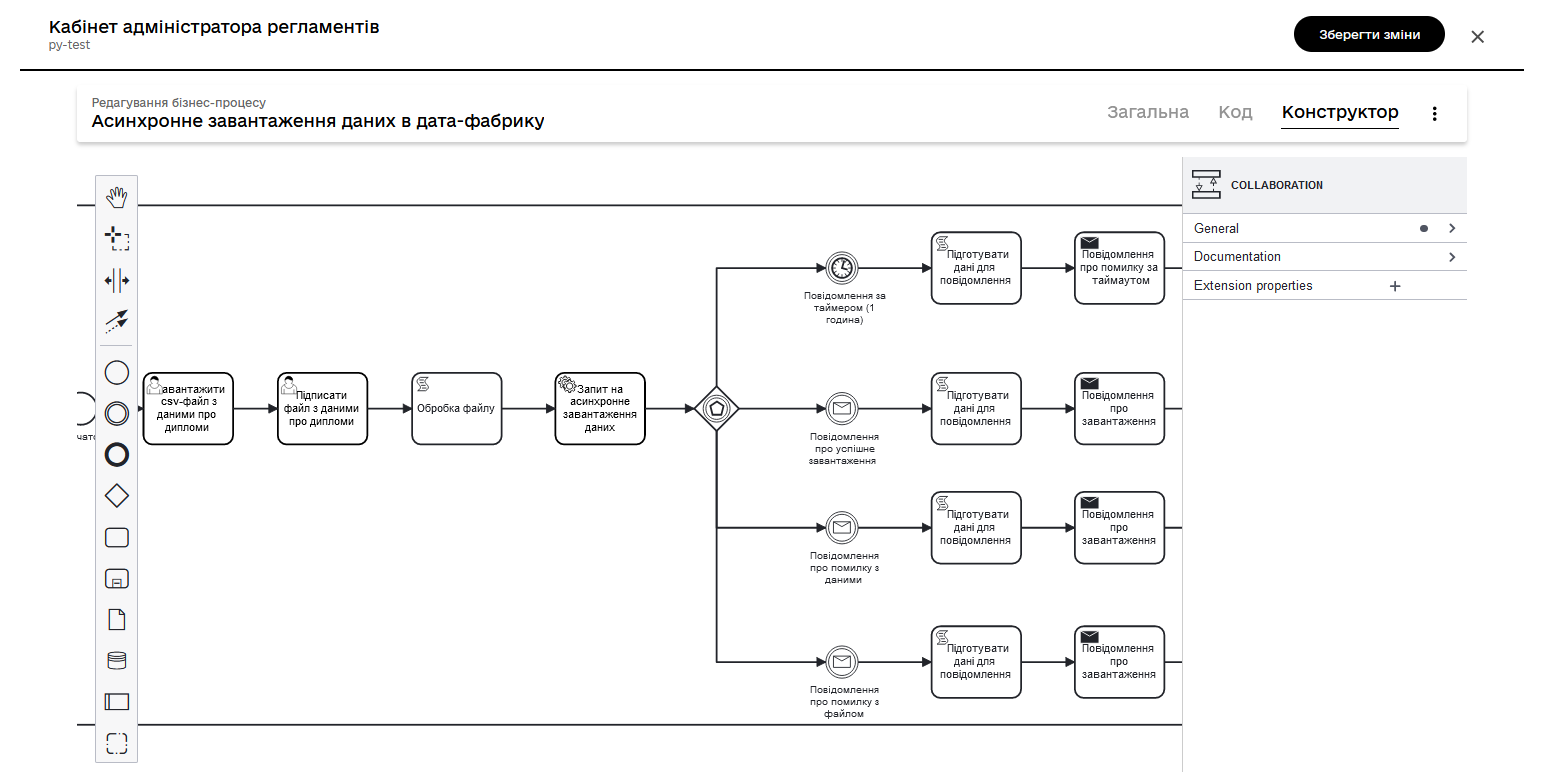 Кабінет адміністратора регламентів
py-test
Зберегти зміни
Редагування бізнес-процесу
Асинхронне завантаження даних в дата-фабрику
Загальна
Код
Конструктор
COLLABORATION
General
Documentation
Extension properties
Підготувати
дані для
повідомлення
Повідомлення
про помилку за
таймаутом
Повідомлення за
таймером (1
година)
авантажити
csv-файл з
даними про
дипломи
Підписати
файл з даними
про дипломи
Обробка файлу
Запит на
асинхронне
завантаження
даних
Підготувати
дані для
повідомлення
Повідомлення
про
завантаження
Повідомлення
про успішне
завантаження
Підготувати
дані для
повідомлення
Повідомлення
про
завантаження
Повідомлення
про помилку з
даними
Підготувати
дані для
повідомлення
Повідомлення
про
завантаження
Повідомлення
про помилку з
файлом